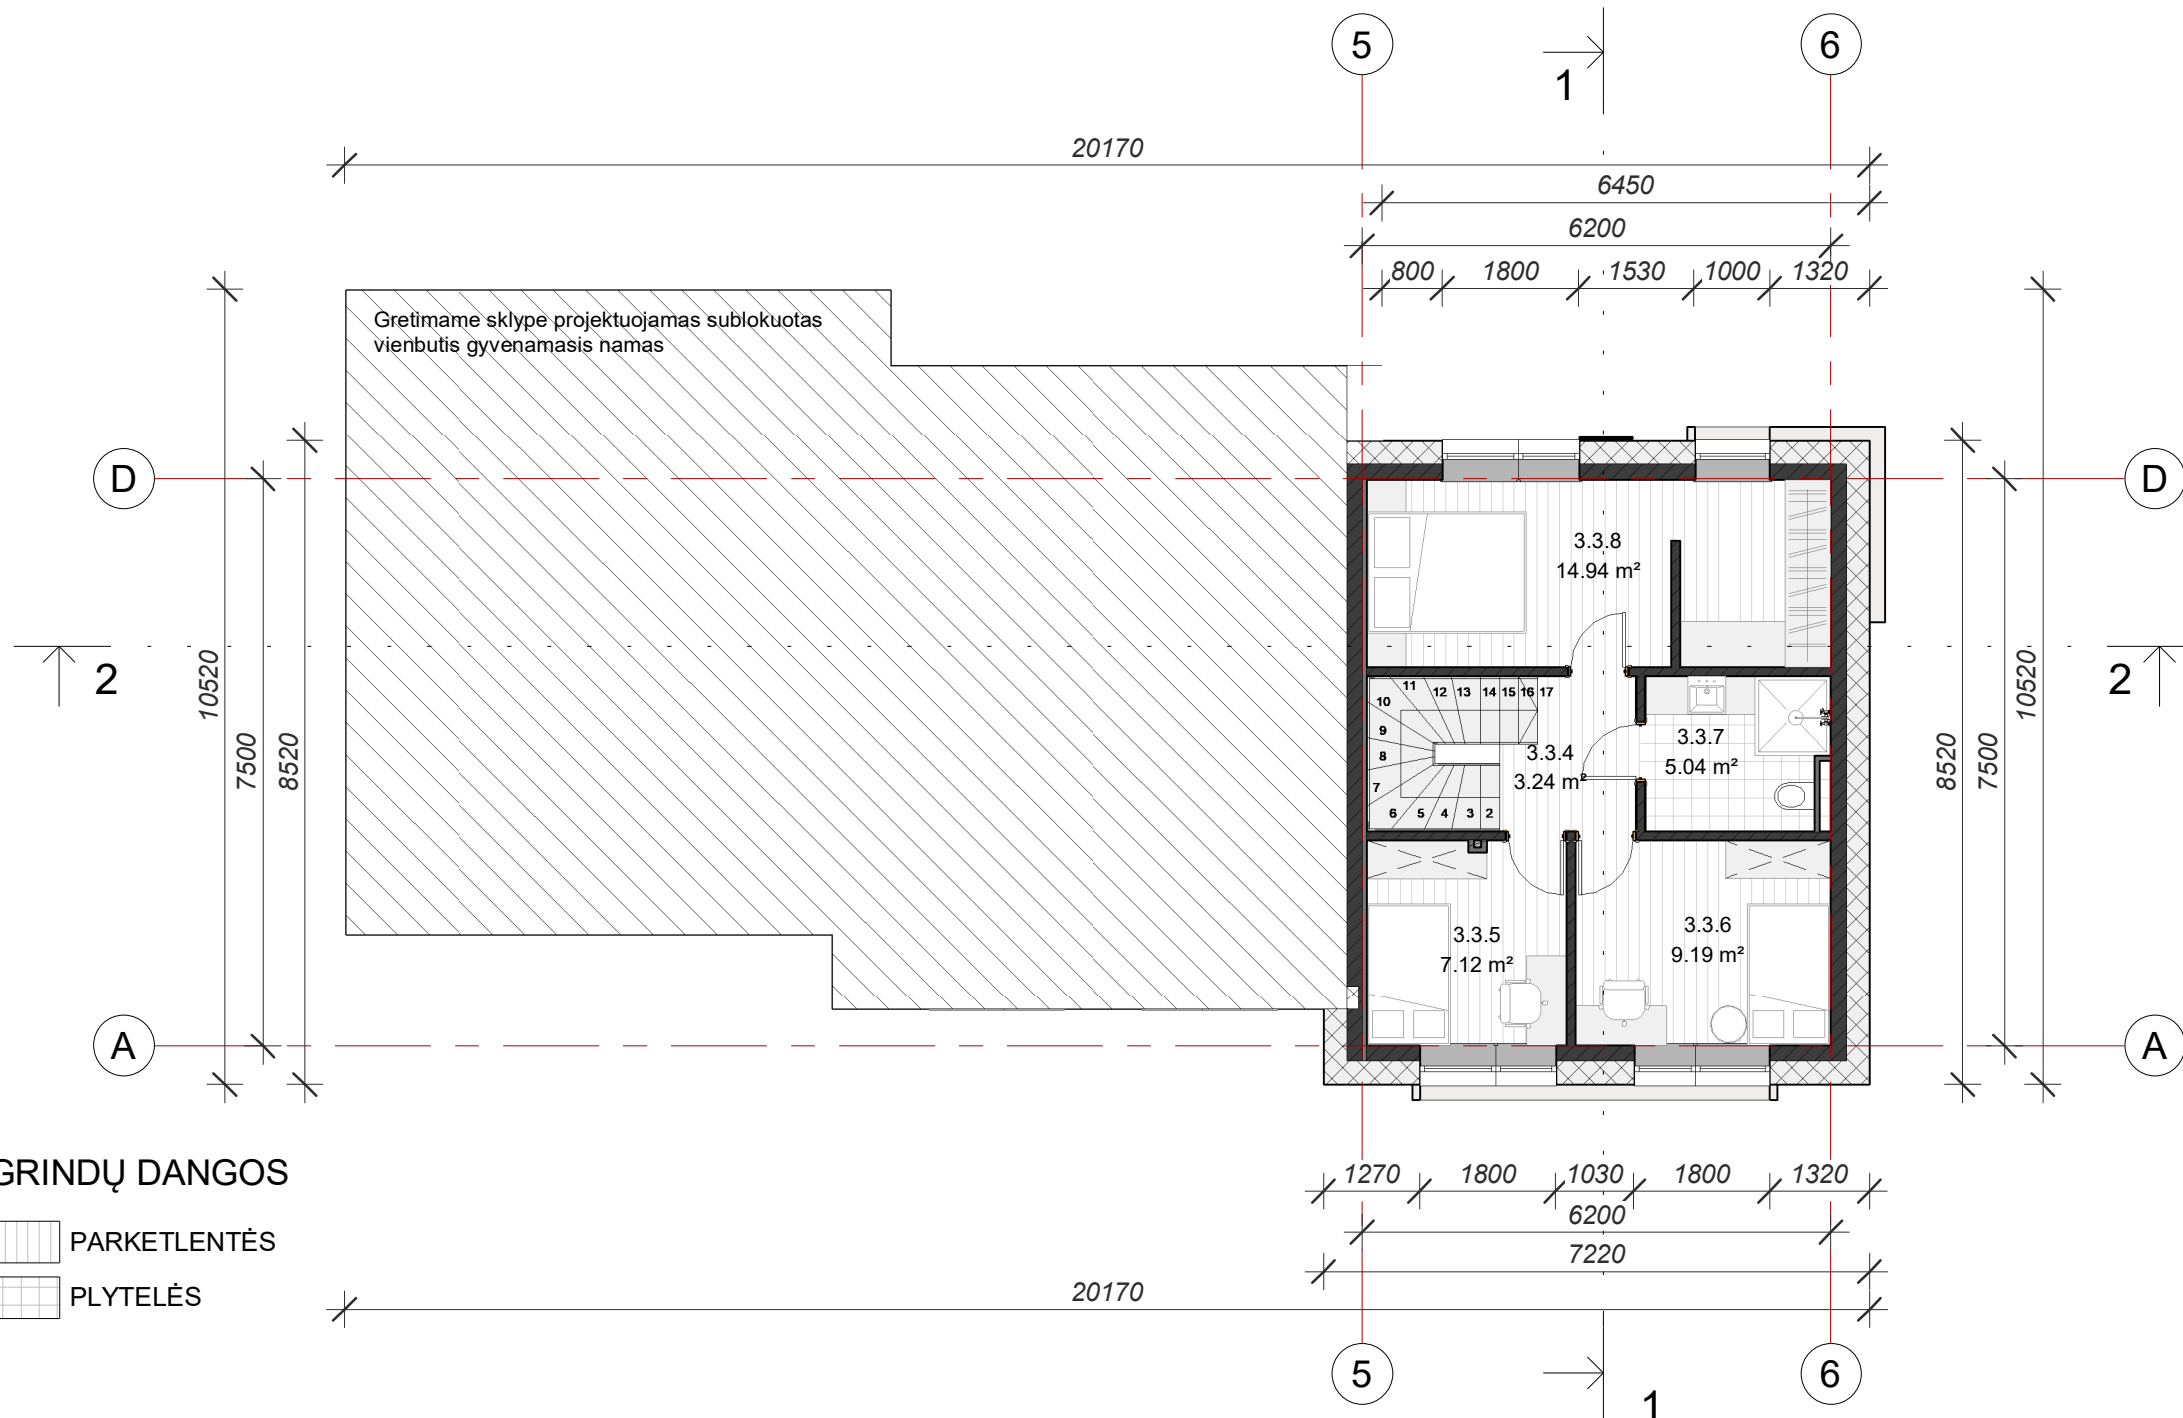 5
6
1
20170
6450
6200
800 1800 1530 1000 1320
Gretimame sklype projektuojamas sublokuotas
vienbutis gyvenamasis namas
D
D
3.3.8
14.94 m²
2
2
10520
7500
8520
8520
7500
10520
11 12 13 14 15 16 17
10
9
8
7
6 5 4 3 2
3.3.4
3.24 m²
3.3.7
5.04 m²
3.3.5
7.12 m²
3.3.6
9.19 m²
A
A
GRINDŲ DANGOS
PARKETLENTĖS
PLYTELĖS
1270 1800 1030 1800 1320
6200
7220
20170
5
6
1